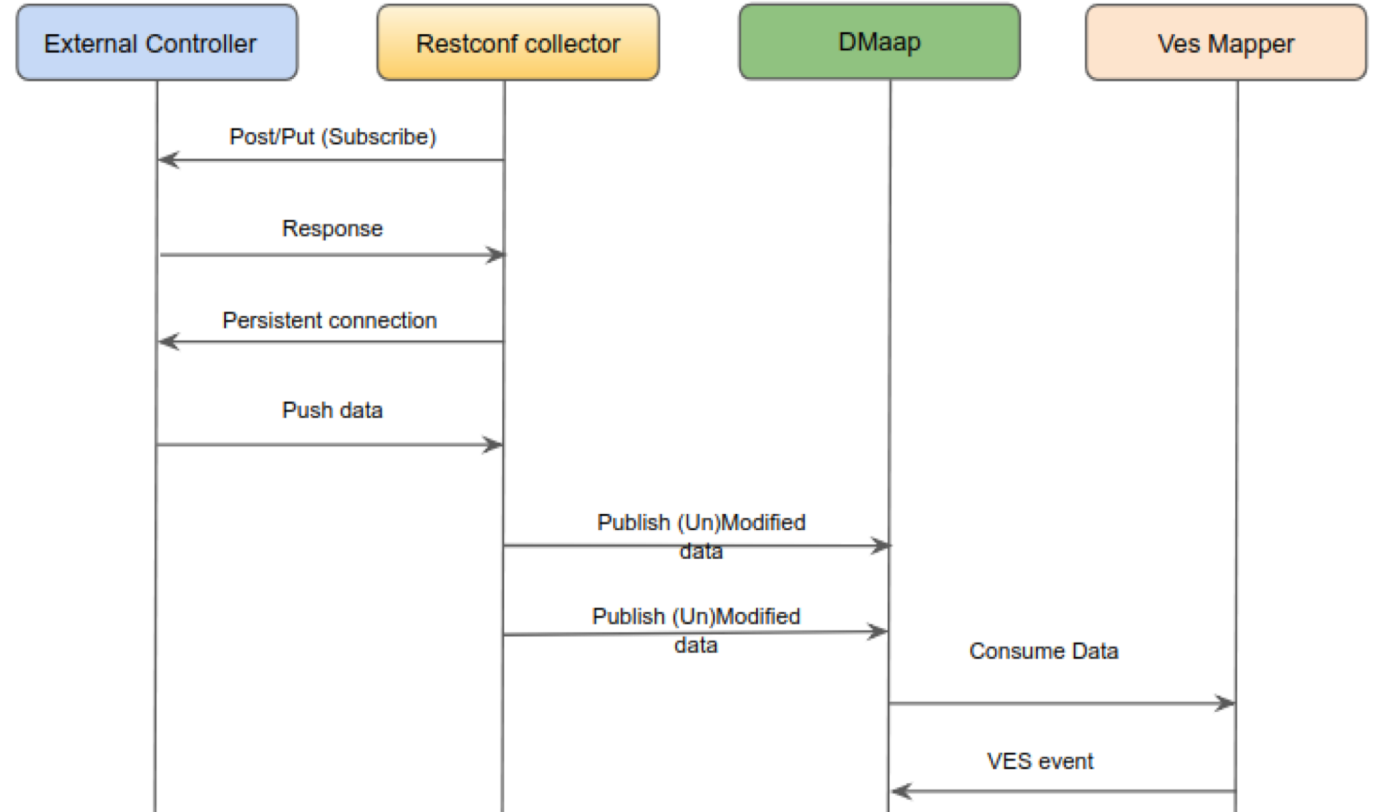 External Controller
Restconf collector
DMaap
Ves Mapper
Post/Put (Subscribe)
Response
Persistent connection
Push data
Publish (Un)Modified
data
Publish (Un)Modified
data
Consume Data
VES event